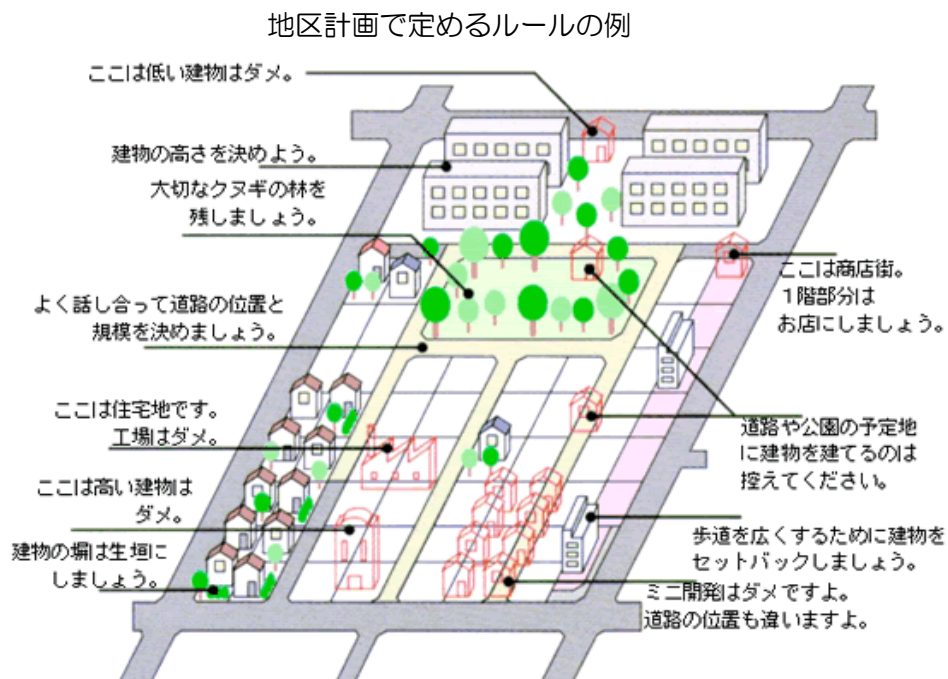 地区計画で定めるルールの例
ここは低い建物はダメ。
建物の高さを決めよう。
大切なクヌギの林を
残しましょう。
よく話し合って道路の位置と
規模を決めましょう。
ここは住宅地です。
工場はダメ。
ここは高い建物は
ダメ。
建物の塀は生垣に
しましょう。
ここは商店街。
1階部分は
お店にしましょう。
道路や公園の予定地
に建物を建てるのは
控えてください。
歩道を広くするために建物を
セットバックしましょう。
ミニ開発はダメですよ。
道路の位置も違いますよ。